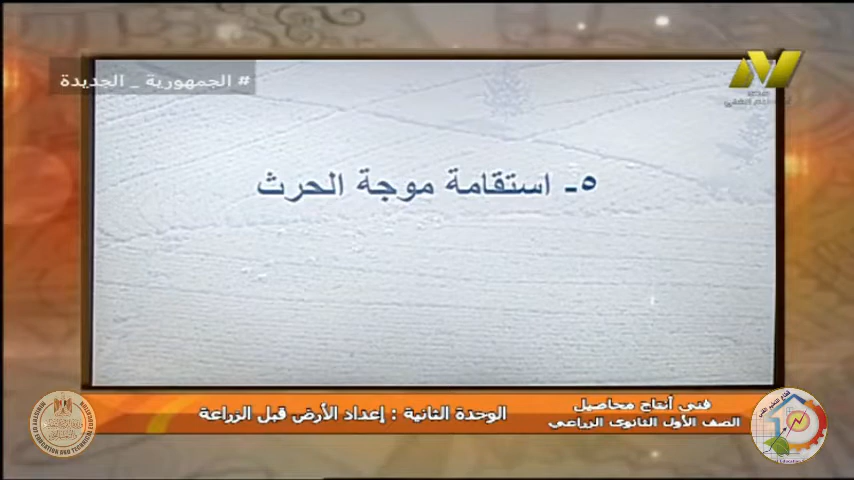 # الجمهورية _ الجديدة
٥- استقامة موجة الحرث
فنى أنتاج محاصيل
الصف الأول الثانوى الزراعى
الوحدة الثانية : إعداد الأرض قبل الزراعة